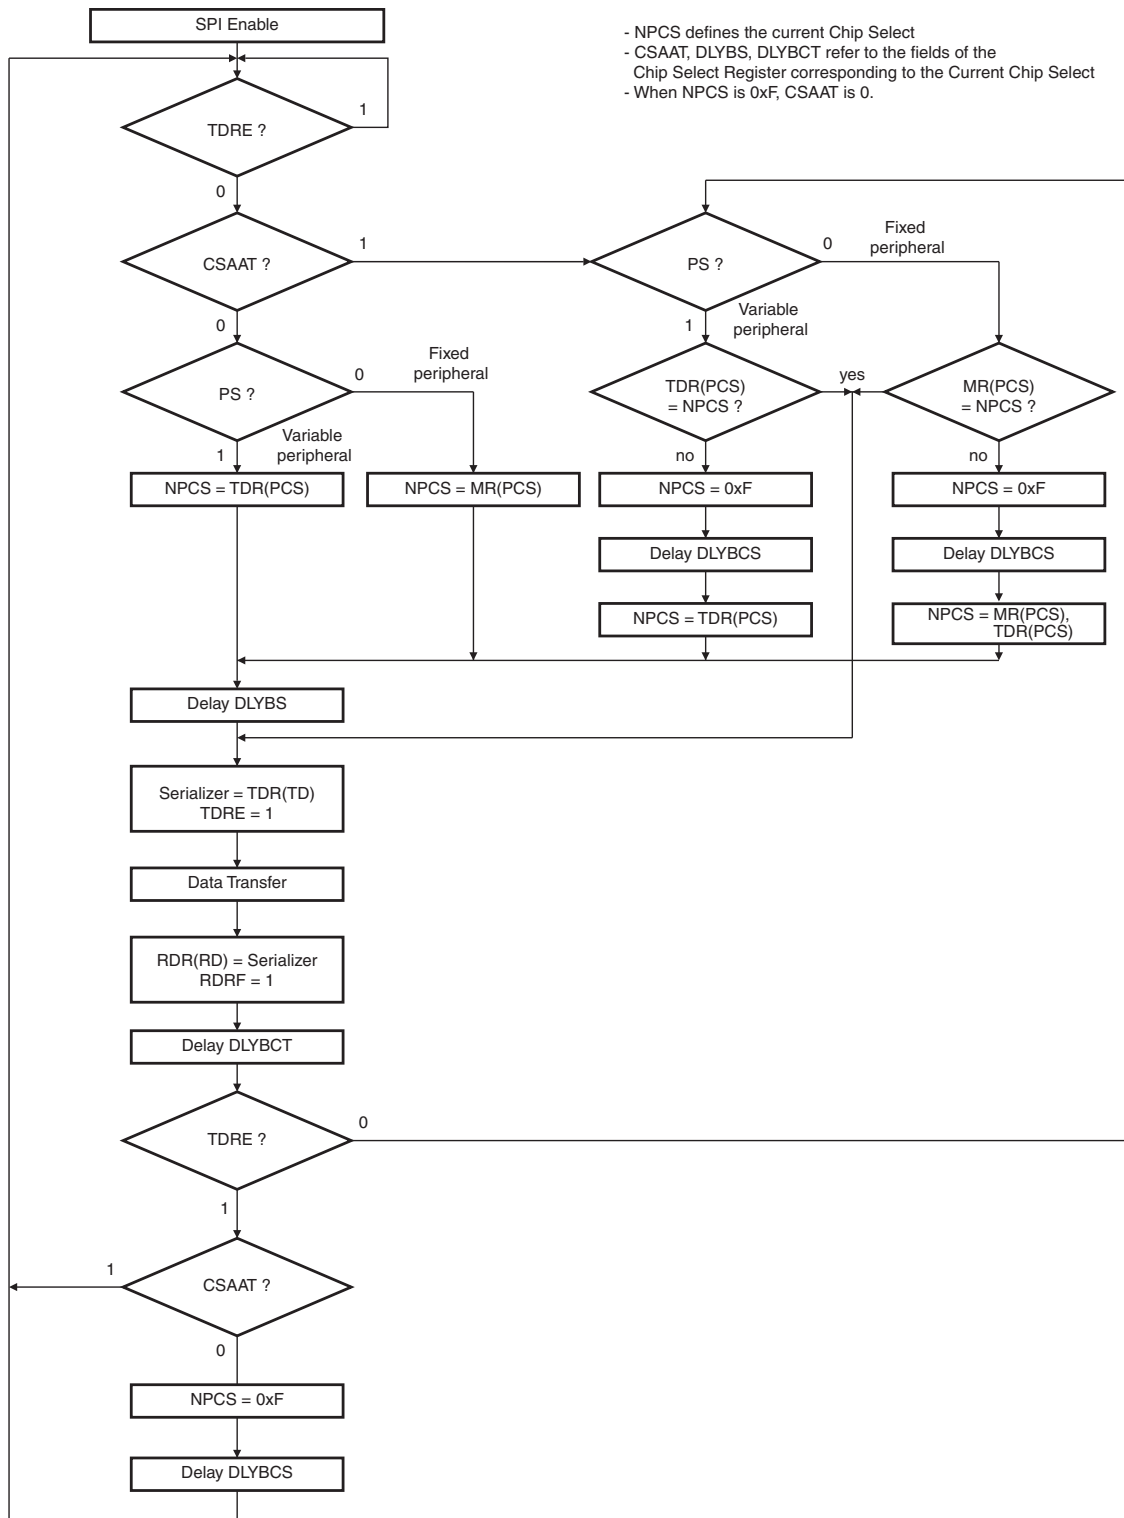 SPI Enable
- NPCS defines the current Chip Select
- CSAAT, DLYBS, DLYBCT refer to the fields of the
Chip Select Register corresponding to the Current Chip Select
- When NPCS is 0xF, CSAAT is 0.
1
TDRE ?
0
CSAAT ?
1
PS ?
0
Fixed
peripheral
0
1
Variable
peripheral
PS ?
0
Fixed
peripheral
1
Variable
peripheral
TDR(PCS)
= NPCS ?
yes
MR(PCS)
= NPCS ?
no
no
NPCS = TDR(PCS)
NPCS = MR(PCS)
NPCS = 0xF
NPCS = 0xF
Delay DLYBCS
Delay DLYBCS
NPCS = TDR(PCS)
NPCS = MR(PCS),
TDR(PCS)
Delay DLYBS
Serializer = TDR(TD)
TDRE = 1
Data Transfer
RDR(RD) = Serializer
RDRF = 1
Delay DLYBCT
TDRE ?
0
1
CSAAT ?
1
0
NPCS = 0xF
Delay DLYBCS